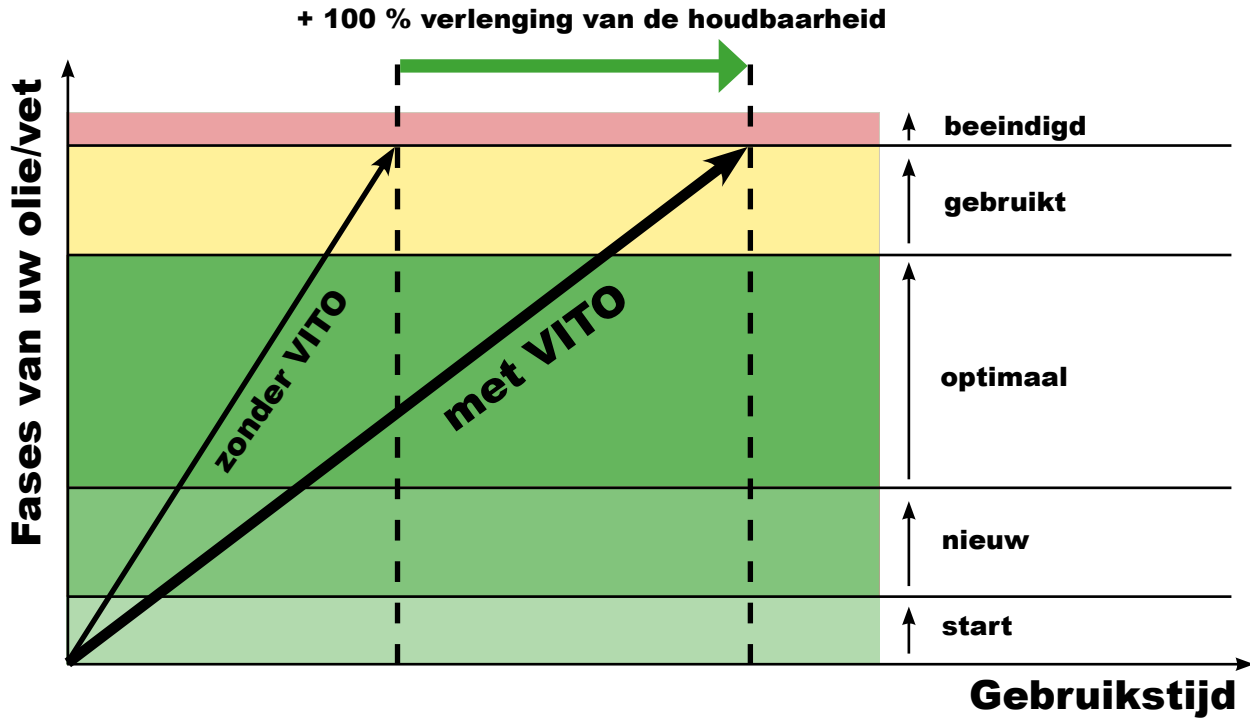 + 100 % verlenging van de houdbaarheid
Fases van uw olie/vet
beeindigd
gebruikt
zonder VITO
met VITO
optimaal
nieuw
start
Gebruikstijd